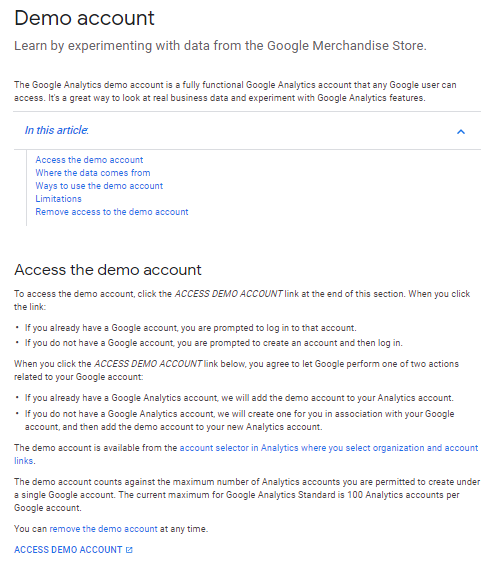 Demo account
Learn by experimenting with data from the Google Merchandise Store.
The Google Analytics demo account is a fully functional Google Analytics account that any Google user can
access. It's a great way to look at real business data and experiment with Google Analytics features.
In this article:
Access the demo account
Where the data comes from
Ways to use the demo account
Limitations
Remove access to the demo account
Access the demo account
To access the demo account, click the ACCESS DEMO ACCOUNT link at the end of this section. When you click
the link:
• If you already have a Google account, you are prompted to log in to that account.
• If you do not have a Google account, you are prompted to create an account and then log in.
When you click the ACCESS DEMO ACCOUNT link below, you agree to let Google perform one of two actions
related to your Google account:
• If you already have a Google Analytics account, we will add the demo account to your Analytics account.
• If you do not have a Google Analytics account, we will create one for you in association with your Google
account, and then add the demo account to your new Analytics account.
The demo account is available from the account selector in Analytics where you select organization and account
links.
The demo account counts against the maximum number of Analytics accounts you are permitted to create under
a single Google account. The current maximum for Google Analytics Standard is 100 Analytics accounts per
Google account.
You can remove the demo account at any time.
ACCESS DEMO ACCOUNT